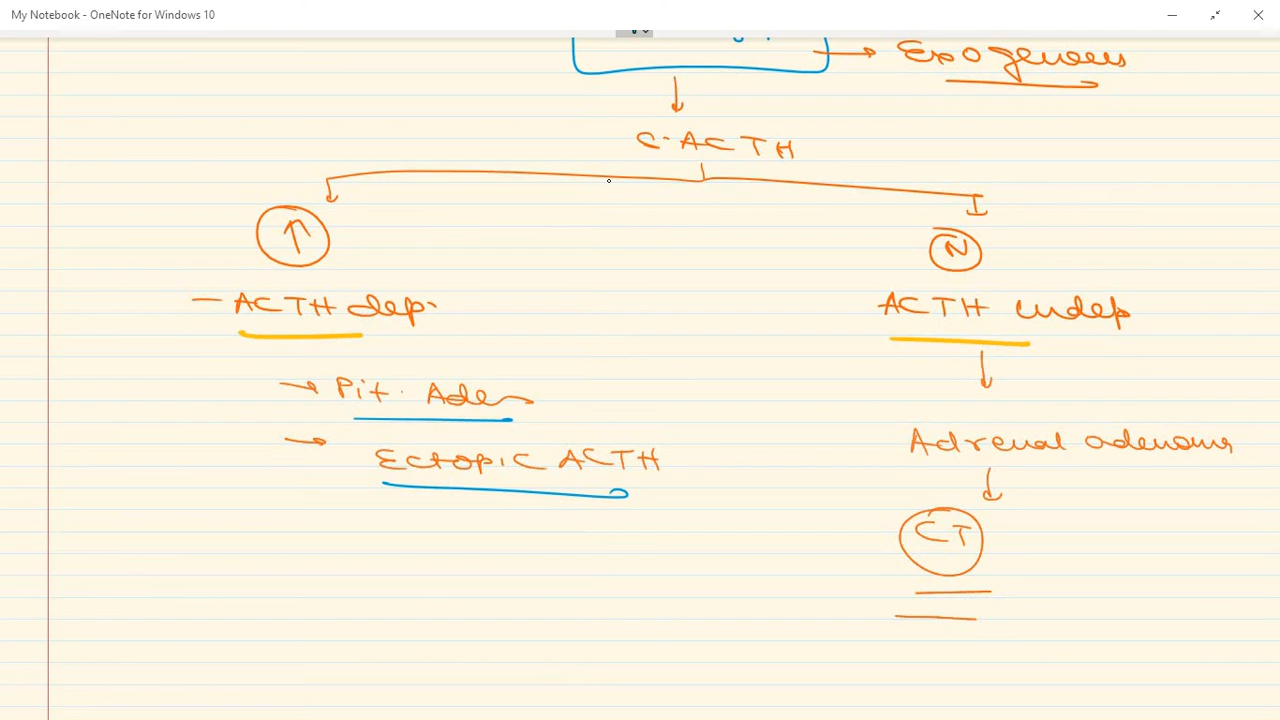 My Notebook - OneNote for Windows 10
Exogenous
C-ACTH
↑
N
- ACTH dep.
ACTH indep
→ Pit. Aden
Adrenal adenoma
→ Ectopic ACTH
CT